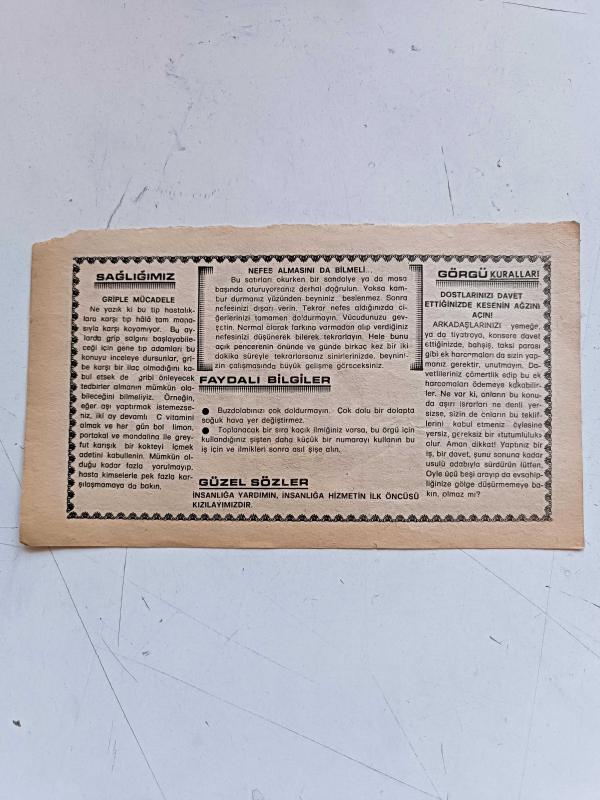 SAĞLIĞIMIZ
GRİPLE MÜCADELE
Ne yazık ki bu tip hastalık-
lara karşı tıp hâlâ tam mana-
sıyla karşı koyamıyor. Bu ay-
larda grip salgını başlayabile-
ceği için gene tıp adamları bu
konuyu inceleye dursunlar, gri-
be karşı bir ilaç olmadığını ka-
bul etsek de gribi önleyecek
tedbirler almanın mümkün ola-
bileceğini bilmeliyiz. Örneğin,
eğer aşı yaptırmak istemezse-
niz, iki ay devamlı C vitamini
almak ve her gün bol limon,
portakal ve mandalina ile grey-
fut karışık bir kokteyl içmek
adetini kabullenin. Mümkün ol-
duğu kadar fazla yorulmayıp,
hasta kimselerle pek fazla kar-
şılaşmamaya da bakın.
NEFES ALMASINI DA BİLMELİ...
Bu satırları okurken bir sandalye ya da masa
başında oturuyorsanız derhal doğrulun. Yoksa kam-
bur durmanız yüzünden beyniniz beslenmez. Sonra
nefesinizi dışarı verin. Tekrar nefes aldığınızda ci-
ğerlerinizi tamamen doldurmayın. Vücudunuzu gev-
şetin. Normal olarak farkına varmadan alıp verdiğiniz
nefesinizi düşünerek bilerek tekrarlayın. Hele bunu
açık pencerenin önünde ve günde birkaç kez bir iki
dakika süreyle tekrarlarsanız sinirlerinizde, beynini-
zin çalışmasında büyük gelişme göreceksiniz.
FAYDALI BİLGİLER
● Buzdolabınızı çok doldurmayın. Çok dolu bir dolapta
soğuk hava yer değiştirmez.
● Toplanacak bir sıra kaçık ilmiğiniz varsa, bu örgü için
kullandığınız şişten daha küçük bir numarayı kullanın bu
iş için ve ilmikleri sonra asıl şişe alın.
GÜZEL SÖZLER
İNSANLIĞA YARDIMIN, İNSANLIĞA HİZMETİN İLK ÖNCÜSÜ
KIZILAYIMIZDIR.
GÖRGÜ KURALLARI
DOSTLARINIZI DAVET
ETTİĞİNİZDE KESENİN AĞZINI
AÇIN!
ARKADAŞLARINIZI yemeğe,
ya da tiyatroya, konsere davet
ettiğinizde, bahşiş, taksi parası
gibi ek harcamaları da sizin yap-
manız gerektir, unutmayın. Da-
vetlileriniz cömertlik edip bu ek
harcamaları ödemeye kalkabilir-
ler. Ne var ki, onların bu konu-
da aşırı ısrarları ne denli yer-
sizse, sizin de onların bu teklif-
lerini kabul etmeniz öylesine
yersiz, gereksiz bir tutumluluk
olur. Aman dikkat! Yaptınız bir
iş, bir davet, şunu sonuna kadar
usulü adabıyla sürdürün lütfen,
Öyle üçü beşi arayıp da evsahip-
liğinize gölge düşürmemeye ba-
kın, olmaz mı?